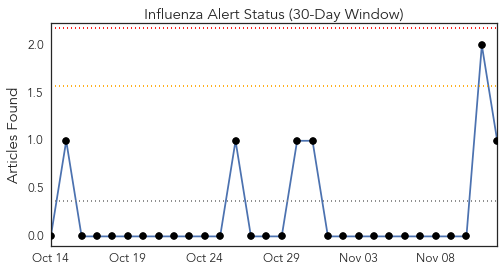 Influenza Alert Status (30-Day Window)
Articles Found
2.0
1.5
1.0
0.5
0.0
Oct 14 Oct 19 Oct 24 Oct 29 Nov 03 Nov 08